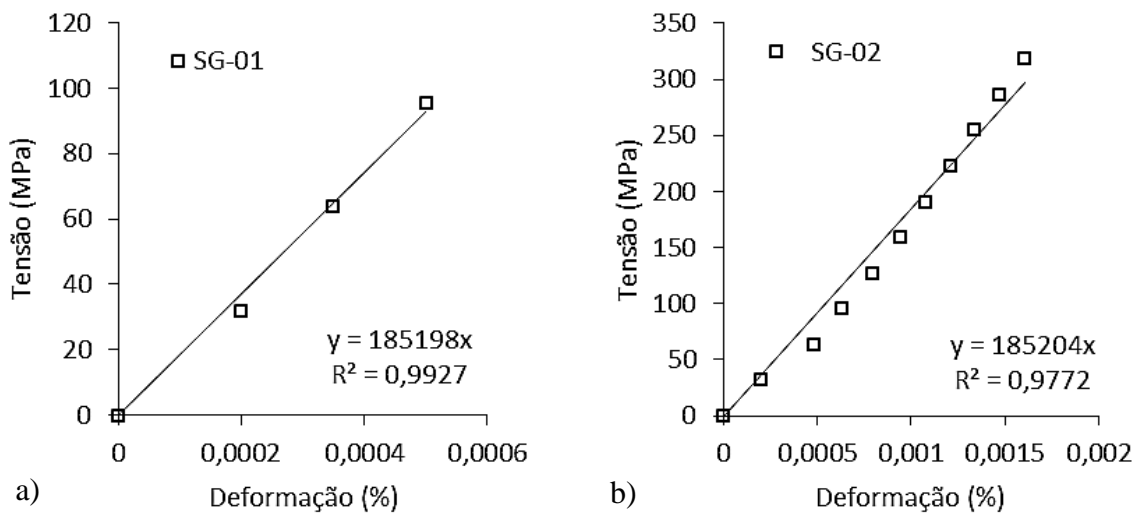 120
100
80
60
40
20
0
Tensão (MPa)
SG-01
y = 185198x
R² = 0,9927
0 0,0002 0,0004 0,0006
Deformação (%)
a)
350
300
250
200
150
100
50
0
Tensão (MPa)
SG-02
y = 185204x
R² = 0,9772
0 0,0005 0,001 0,0015 0,002
Deformação (%)
b)